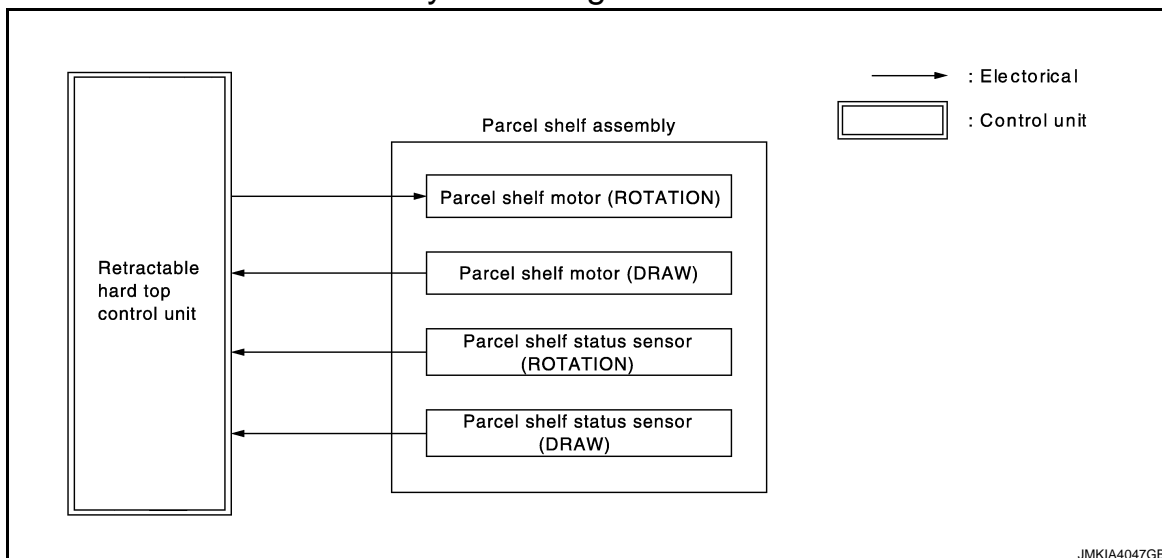 : Electorical
: Control unit
Parcel shelf assembly
Parcel shelf motor (ROTATION)
Parcel shelf motor (DRAW)
Retractable
hard top
control unit
Parcel shelf status sensor
(ROTATION)
Parcel shelf status sensor
(DRAW)